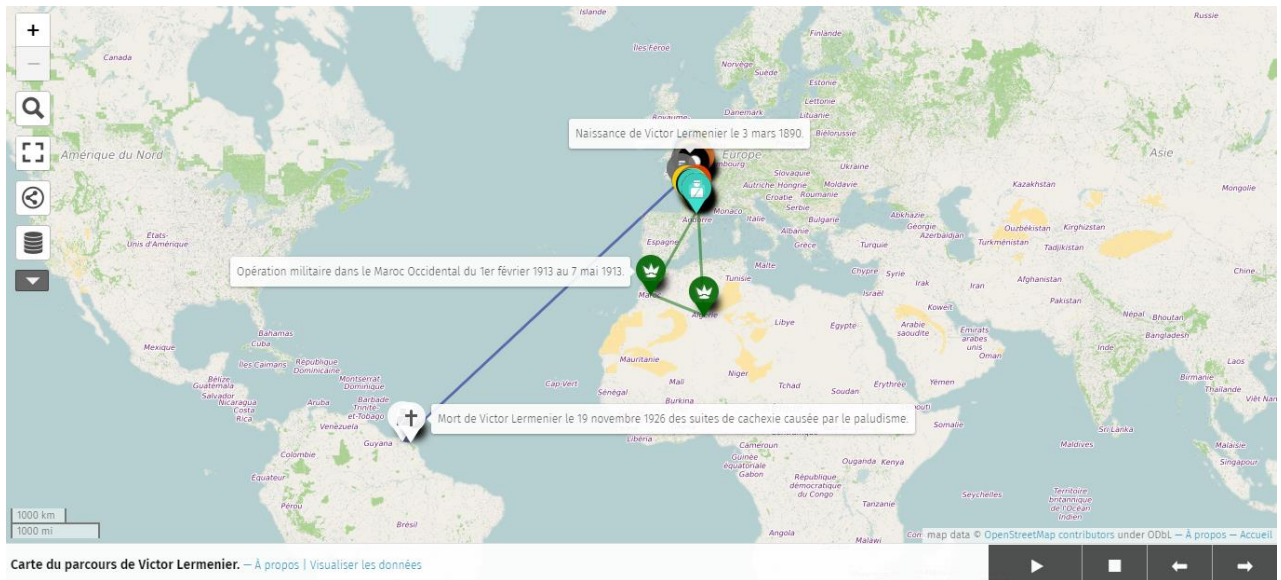 +
Islande
Russie
Finlande
Îles Féroé
Canada
Norvège
Suède
Estonie
Lettonie
Danemark
Lituanie
Royaume
Naissance de Victor Lermenier le 3 mars 1890.
Biélorussie
Amérique du Nord
Europe
Asie
Ukraine
Slovaquie
Kazakhstan
Mongolie
Autriche Hongrie Moldavie
Croatie Roumanie
Serbie
Monaco
Andorre
Italie
Bulgarie
Abkhazie
Géorgie
Azerbaïdjan
Ouzbékistan
Kirghizstan
Albanie
Turkménistan
Tadjikistan
États-
Unis d'Amérique
Espagne
Grèce
Turquie
Opération militaire dans le Maroc Occidental du 1er février 1913 au 7 mai 1913.
Malte
Tunisie
Chypre
Syrie
Irak
Iran
Afghanistan
Chine
Maroc
Israël
Koweït
Pakistan
Algérie
Libye
Égypte
Arabie
saoudite
Émirats
arabes
unis
Oman
Népal
Bhoutan
Bangladesh
Inde
Bahamas
Cuba
Mexique
Îles Caïmans
République
Dominicaine
Mauritanie
Birmanie
Laos
Thaïlande
Belize
Guatemala
Salvador
Nicaragua
Costa
Rica
Montserrat
Dominique
Aruba
Barbade
Trinité-
et-Tobago
Venezuela
Cap-Vert
Sénégal
Mali
Niger
Tchad
Soudan
Érythrée
Yémen
Burkina
Viêt Nam
Mort de Victor Lermenier le 19 novembre 1926 des suites de cachexie causée par le paludisme.
Guyana
Colombie
Libéria
Cameroun
Guinée
équatoriale
Gabon
Somalie
Sri Lanka
Maldives
Malaisie
Singapour
Équateur
Ouganda
Kenya
République
démocratique
du Congo
Seychelles
Territoire
britannique
de l'Océan
Indien
Tanzanie
Pérou
Brésil
Angola
Malawi
1000 km
1000 mi
map data © OpenStreetMap contributors under ODbL — À propos — Accueil
Carte du parcours de Victor Lermenier. — À propos | Visualiser les données